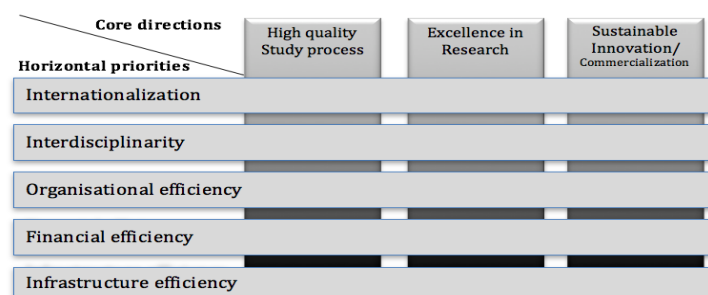 Core directions
High quality
Study process
Excellence in
Research
Sustainable
Innovation/
Commercialization
Horizontal priorities
Internationalization
Interdisciplinarity
Organisational efficiency
Financial efficiency
Infrastructure efficiency